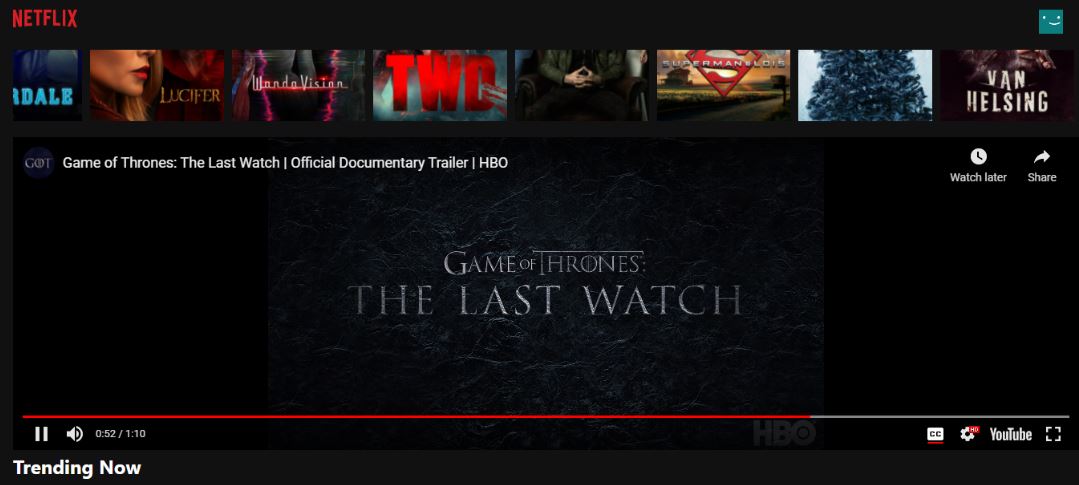 NETFLIX
RDALE
LUCIFER
WandaVision
TWD
SUPERMAN & LOIS
VAN
HELSING
GOT
Game of Thrones: The Last Watch | Official Documentary Trailer | HBO
Watch later
Share
GAME OF THRONES:
THE LAST WATCH
HBO
0:52 / 1:10
CC
HD
YouTube
Trending Now